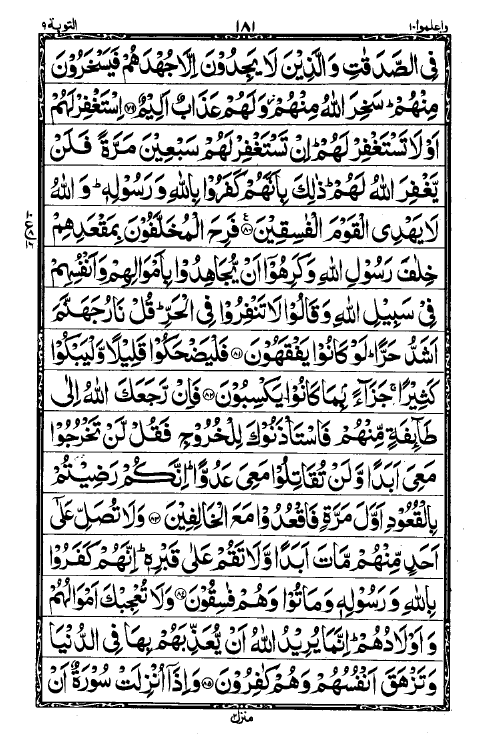 واعلموا ١٠ ١٨١ التوبة ٩
فِى الصَّدَقٰتِ وَالَّذِيْنَ لَا يَجِدُوْنَ اِلَّا جُهْدَهُمْ فَيَسْخَرُوْنَ
مِنْهُمْ ؕ سَخِرَ اللّٰهُ مِنْهُمْ وَلَهُمْ عَذَابٌ اَلِيْمٌ ﴿٧٩﴾ اِسْتَغْفِرْ لَهُمْ
اَوْ لَا تَسْتَغْفِرْ لَهُمْ ؕ اِنْ تَسْتَغْفِرْ لَهُمْ سَبْعِيْنَ مَرَّةً فَلَنْ
يَّغْفِرَ اللّٰهُ لَهُمْ ؕ ذٰلِكَ بِاَنَّهُمْ كَفَرُوْا بِاللّٰهِ وَرَسُوْلِهٖ ؕ وَاللّٰهُ
لَا يَهْدِى الْقَوْمَ الْفٰسِقِيْنَ ﴿٨٠﴾ فَرِحَ الْمُخَلَّفُوْنَ بِمَقْعَدِهِمْ
خِلٰفَ رَسُوْلِ اللّٰهِ وَكَرِهُوْۤا اَنْ يُّجَاهِدُوْا بِاَمْوَالِهِمْ وَاَنْفُسِهِمْ
فِىْ سَبِيْلِ اللّٰهِ وَقَالُوْا لَا تَنْفِرُوْا فِى الْحَرِّ ؕ قُلْ نَارُ جَهَنَّمَ
اَشَدُّ حَرًّا ؕ لَوْ كَانُوْا يَفْقَهُوْنَ ﴿٨١﴾ فَلْيَضْحَكُوْا قَلِيْلًا وَّلْيَبْكُوْا
كَثِيْرًا ۚ جَزَآءًۢ بِمَا كَانُوْا يَكْسِبُوْنَ ﴿٨٢﴾ فَاِنْ رَّجَعَكَ اللّٰهُ اِلٰى
طَآئِفَةٍ مِّنْهُمْ فَاسْتَاْذَنُوْكَ لِلْخُرُوْجِ فَقُلْ لَّنْ تَخْرُجُوْا
مَعِىَ اَبَدًا وَّلَنْ تُقَاتِلُوْا مَعِىَ عَدُوًّا ؕ اِنَّكُمْ رَضِيْتُمْ
بِالْقُعُوْدِ اَوَّلَ مَرَّةٍ فَاقْعُدُوْا مَعَ الْخَالِفِيْنَ ﴿٨٣﴾ وَلَا تُصَلِّ عَلٰٓى
اَحَدٍ مِّنْهُمْ مَّاتَ اَبَدًا وَّلَا تَقُمْ عَلٰى قَبْرِهٖ ؕ اِنَّهُمْ كَفَرُوْا
بِاللّٰهِ وَرَسُوْلِهٖ وَمَاتُوْا وَهُمْ فٰسِقُوْنَ ﴿٨٤﴾ وَلَا تُعْجِبْكَ اَمْوَالُهُمْ
وَاَوْلَادُهُمْ ؕ اِنَّمَا يُرِيْدُ اللّٰهُ اَنْ يُّعَذِّبَهُمْ بِهَا فِى الدُّنْيَا
وَتَزْهَقَ اَنْفُسُهُمْ وَهُمْ كٰفِرُوْنَ ﴿٨٥﴾ وَاِذَاۤ اُنْزِلَتْ سُوْرَةٌ اَنْ
منزل